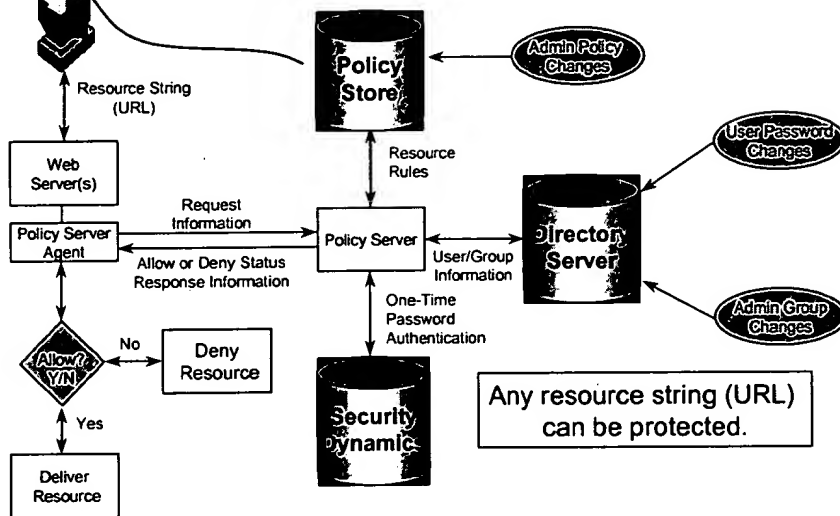 Policy
Store
Admin Policy
Changes
Resource String
(URL)
Resource
Rules
User Password
Changes
Web
Server(s)
Request
Information
Policy Server
Agent
Allow or Deny Status
Response Information
Policy Server
User/Group
Information
Director
Server
One-Time
Password
Authentication
Admin Group
Changes
Allow?
Y/N
No
Deny
Resource
Yes
Deliver
Resource
Security
Dynamic
Any resource string (URL)
can be protected.